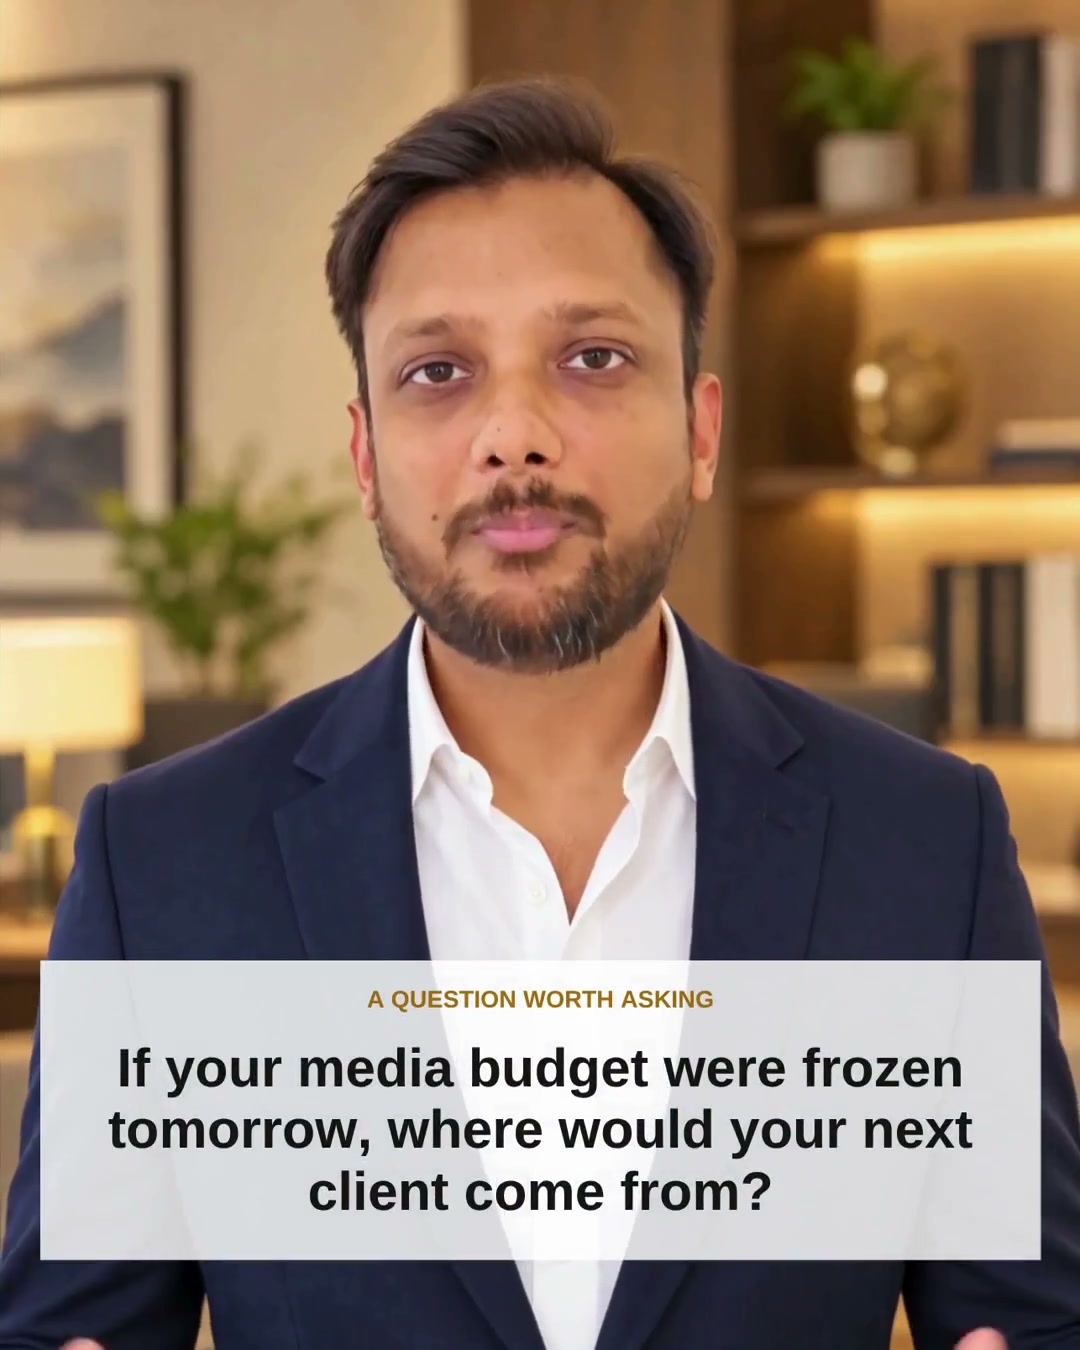 A QUESTION WORTH ASKING
If your media budget were frozen
tomorrow, where would your next
client come from?